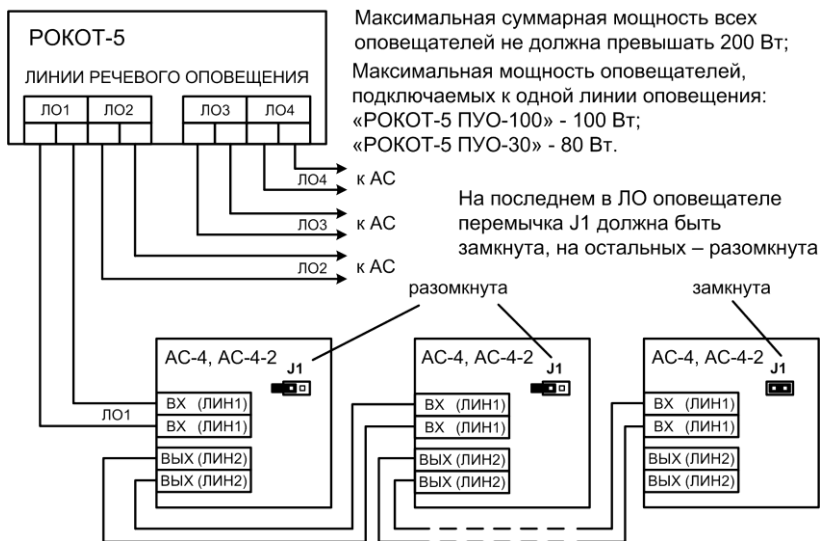 РОКОТ-5
ЛИНИИ РЕЧЕВОГО ОПОВЕЩЕНИЯ
ЛО1 ЛО2 ЛО3 ЛО4
Максимальная суммарная мощность всех
оповещателей не должна превышать 200 Вт;
Максимальная мощность оповещателей,
подключаемых к одной линии оповещения:
«РОКОТ-5 ПУО-100» - 100 Вт;
«РОКОТ-5 ПУО-30» - 80 Вт.
ЛО4 к АС
ЛО3 к АС
ЛО2 к АС
На последнем в ЛО оповещателе
перемычка J1 должна быть
замкнута, на остальных – разомкнута
разомкнута
замкнута
АС-4, АС-4-2
J1
ВХ (ЛИН1)
ВХ (ЛИН1)
ВЫХ (ЛИН2)
ВЫХ (ЛИН2)
ЛО1
АС-4, АС-4-2
J1
ВХ (ЛИН1)
ВХ (ЛИН1)
ВЫХ (ЛИН2)
ВЫХ (ЛИН2)
АС-4, АС-4-2
J1
ВХ (ЛИН1)
ВХ (ЛИН1)
ВЫХ (ЛИН2)
ВЫХ (ЛИН2)